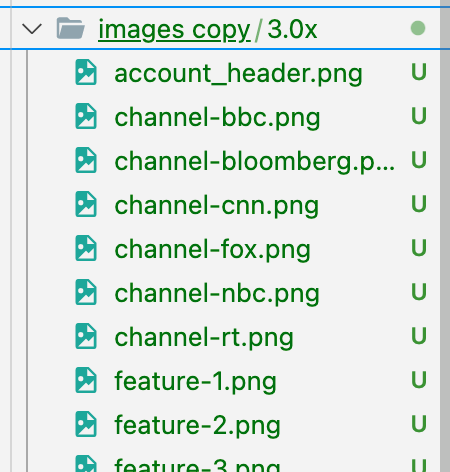 images copy / 3.0x
account_header.png U
channel-bbc.png U
channel-bloomberg.p... U
channel-cnn.png U
channel-fox.png U
channel-nbc.png U
channel-rt.png U
feature-1.png U
feature-2.png U
feature-3.png U